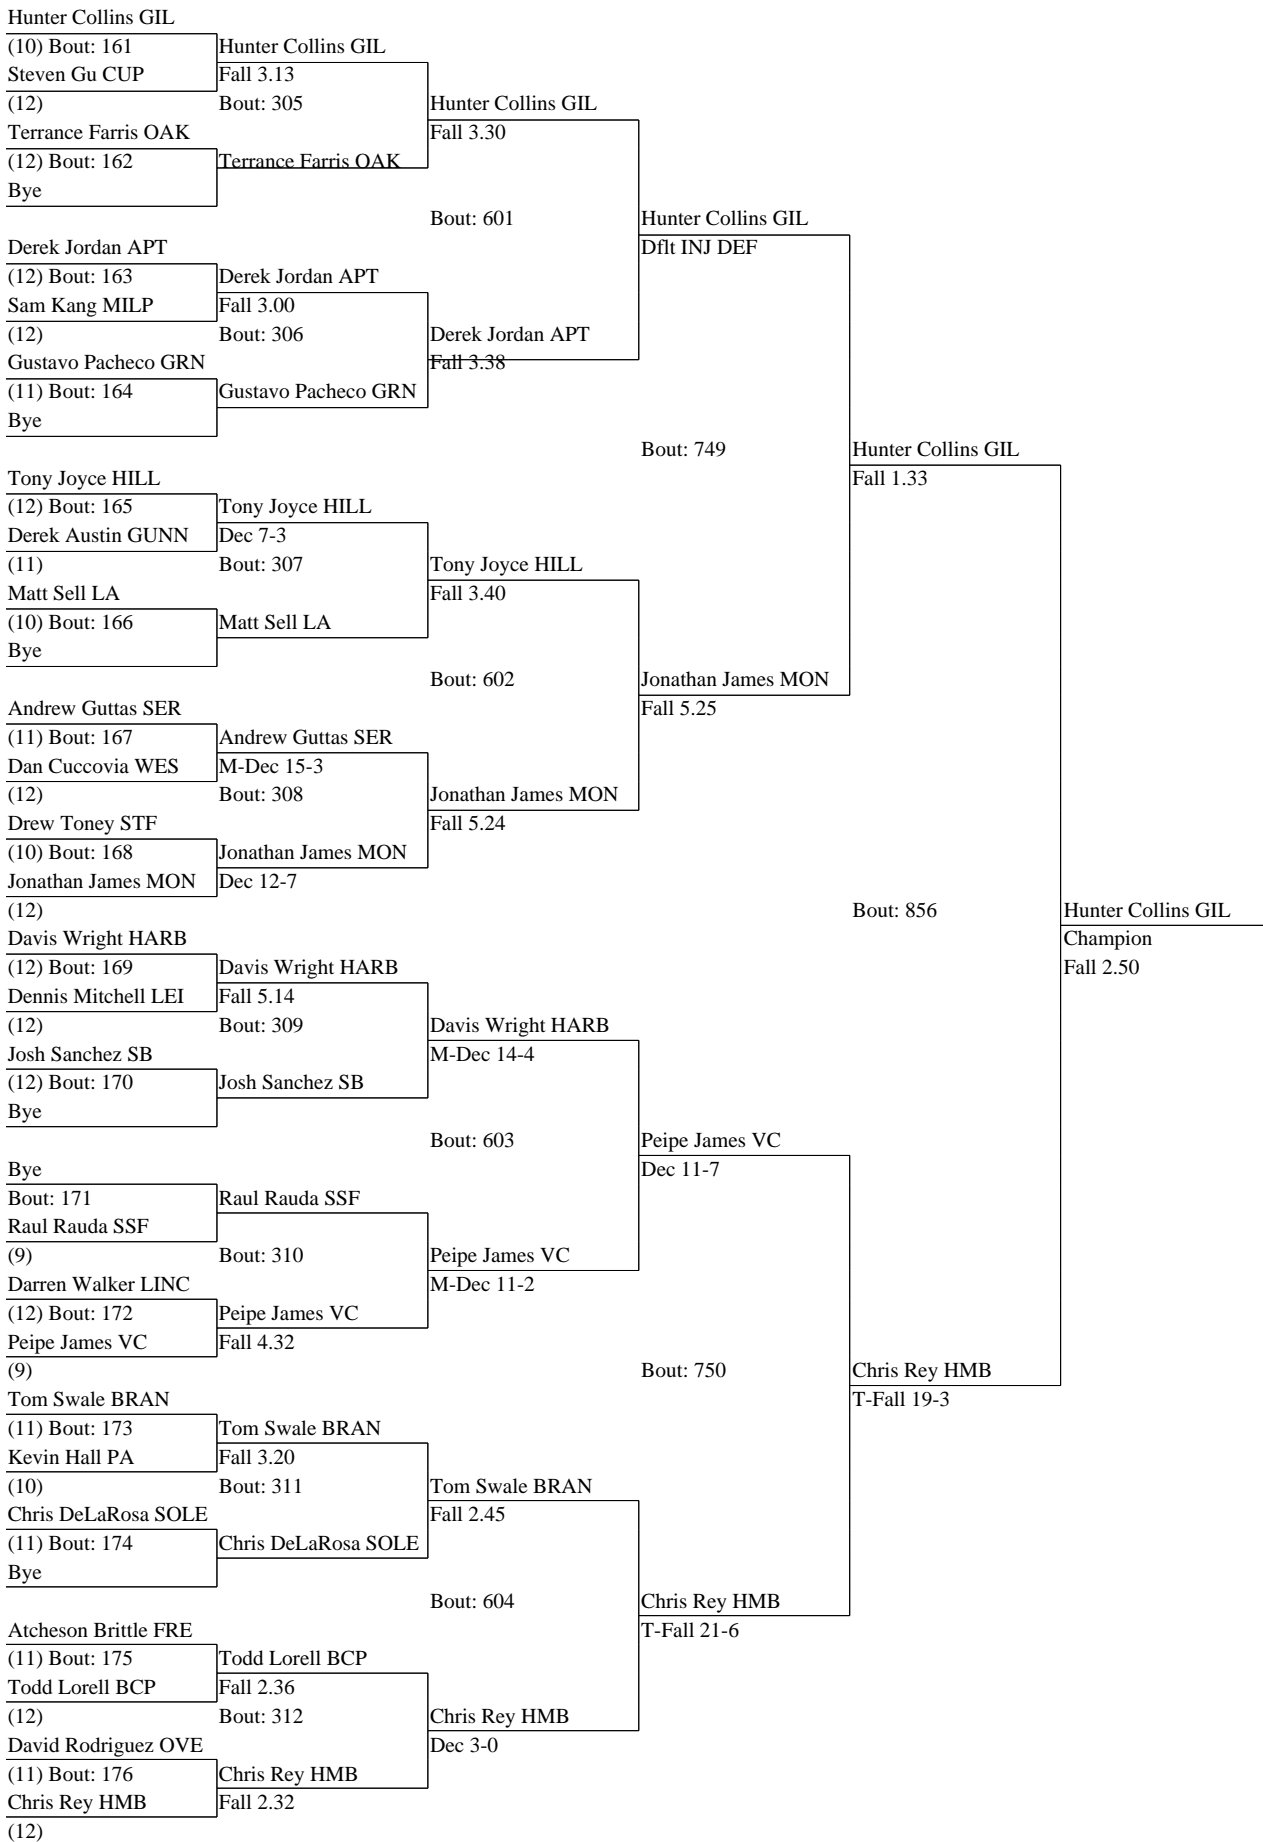 Hunter Collins GIL
(10) Bout: 161
Hunter Collins GIL
Steven Gu CUP
Fall 3.13
(12)
Bout: 305
Hunter Collins GIL
Terrance Farris OAK
Fall 3.30
(12) Bout: 162
Terrance Farris OAK
Bye
Bout: 601
Hunter Collins GIL
Derek Jordan APT
Dflt INJ DEF
(12) Bout: 163
Derek Jordan APT
Sam Kang MILP
Fall 3.00
(12)
Bout: 306
Derek Jordan APT
Gustavo Pacheco GRN
Fall 3.38
(11) Bout: 164
Gustavo Pacheco GRN
Bye
Bout: 749
Hunter Collins GIL
Tony Joyce HILL
Fall 1.33
(12) Bout: 165
Tony Joyce HILL
Derek Austin GUNN
Dec 7-3
(11)
Bout: 307
Tony Joyce HILL
Matt Sell LA
Fall 3.40
(10) Bout: 166
Matt Sell LA
Bye
Bout: 602
Jonathan James MON
Andrew Guttas SER
Fall 5.25
(11) Bout: 167
Andrew Guttas SER
Dan Cuccovia WES
M-Dec 15-3
(12)
Bout: 308
Jonathan James MON
Drew Toney STF
Fall 5.24
(10) Bout: 168
Jonathan James MON
Jonathan James MON
Dec 12-7
(12)
Bout: 856
Hunter Collins GIL
Davis Wright HARB
Champion
(12) Bout: 169
Davis Wright HARB
Fall 2.50
Dennis Mitchell LEI
Fall 5.14
(12)
Bout: 309
Davis Wright HARB
Josh Sanchez SB
M-Dec 14-4
(12) Bout: 170
Josh Sanchez SB
Bye
Bout: 603
Peipe James VC
Bye
Dec 11-7
Bout: 171
Raul Rauda SSF
Raul Rauda SSF
(9)
Bout: 310
Peipe James VC
Darren Walker LINC
M-Dec 11-2
(12) Bout: 172
Peipe James VC
Peipe James VC
Fall 4.32
(9)
Bout: 750
Chris Rey HMB
Tom Swale BRAN
T-Fall 19-3
(11) Bout: 173
Tom Swale BRAN
Kevin Hall PA
Fall 3.20
(10)
Bout: 311
Tom Swale BRAN
Chris DeLaRosa SOLE
Fall 2.45
(11) Bout: 174
Chris DeLaRosa SOLE
Bye
Bout: 604
Chris Rey HMB
Atcheson Brittle FRE
T-Fall 21-6
(11) Bout: 175
Todd Lorell BCP
Todd Lorell BCP
Fall 2.36
(12)
Bout: 312
Chris Rey HMB
David Rodriguez OVE
Dec 3-0
(11) Bout: 176
Chris Rey HMB
Chris Rey HMB
Fall 2.32
(12)